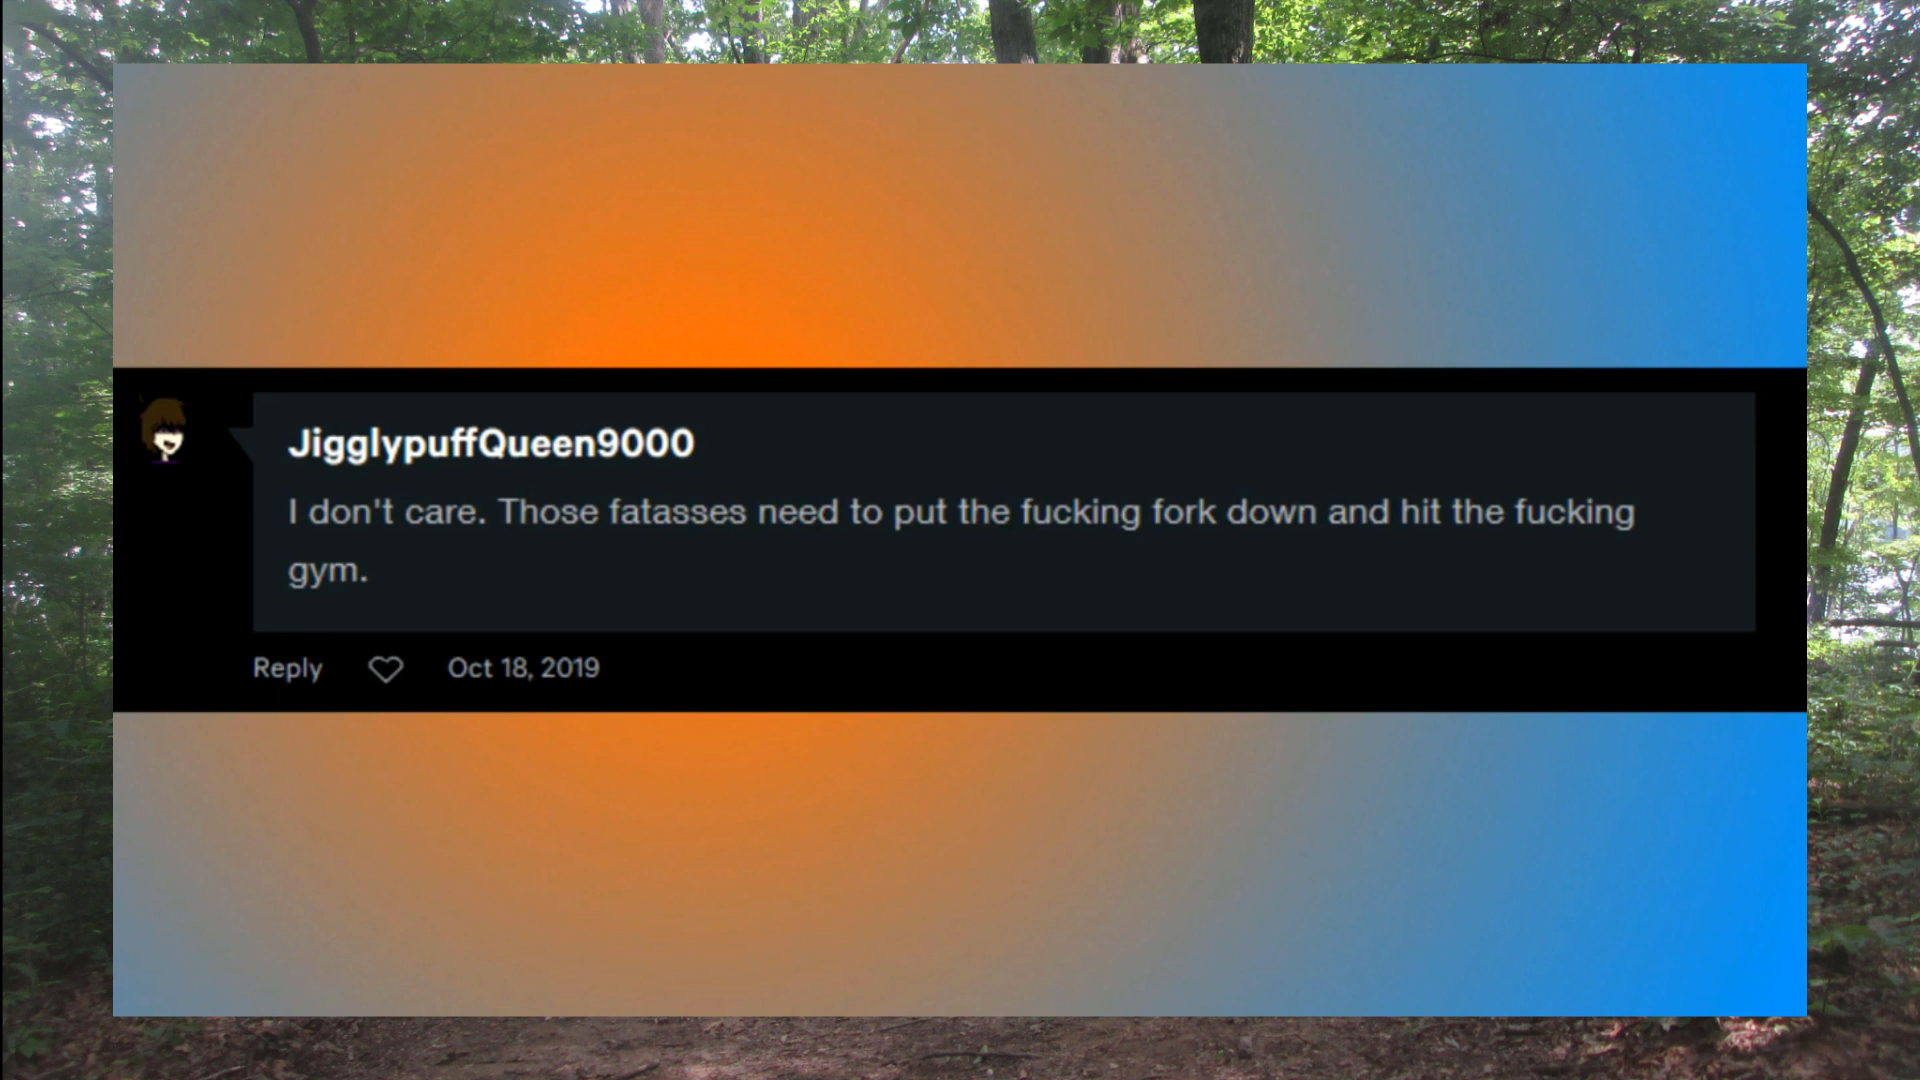 JigglypuffQueen9000
I don't care. Those fatasses need to put the fucking fork down and hit the fucking
gym.
Reply Oct 18, 2019